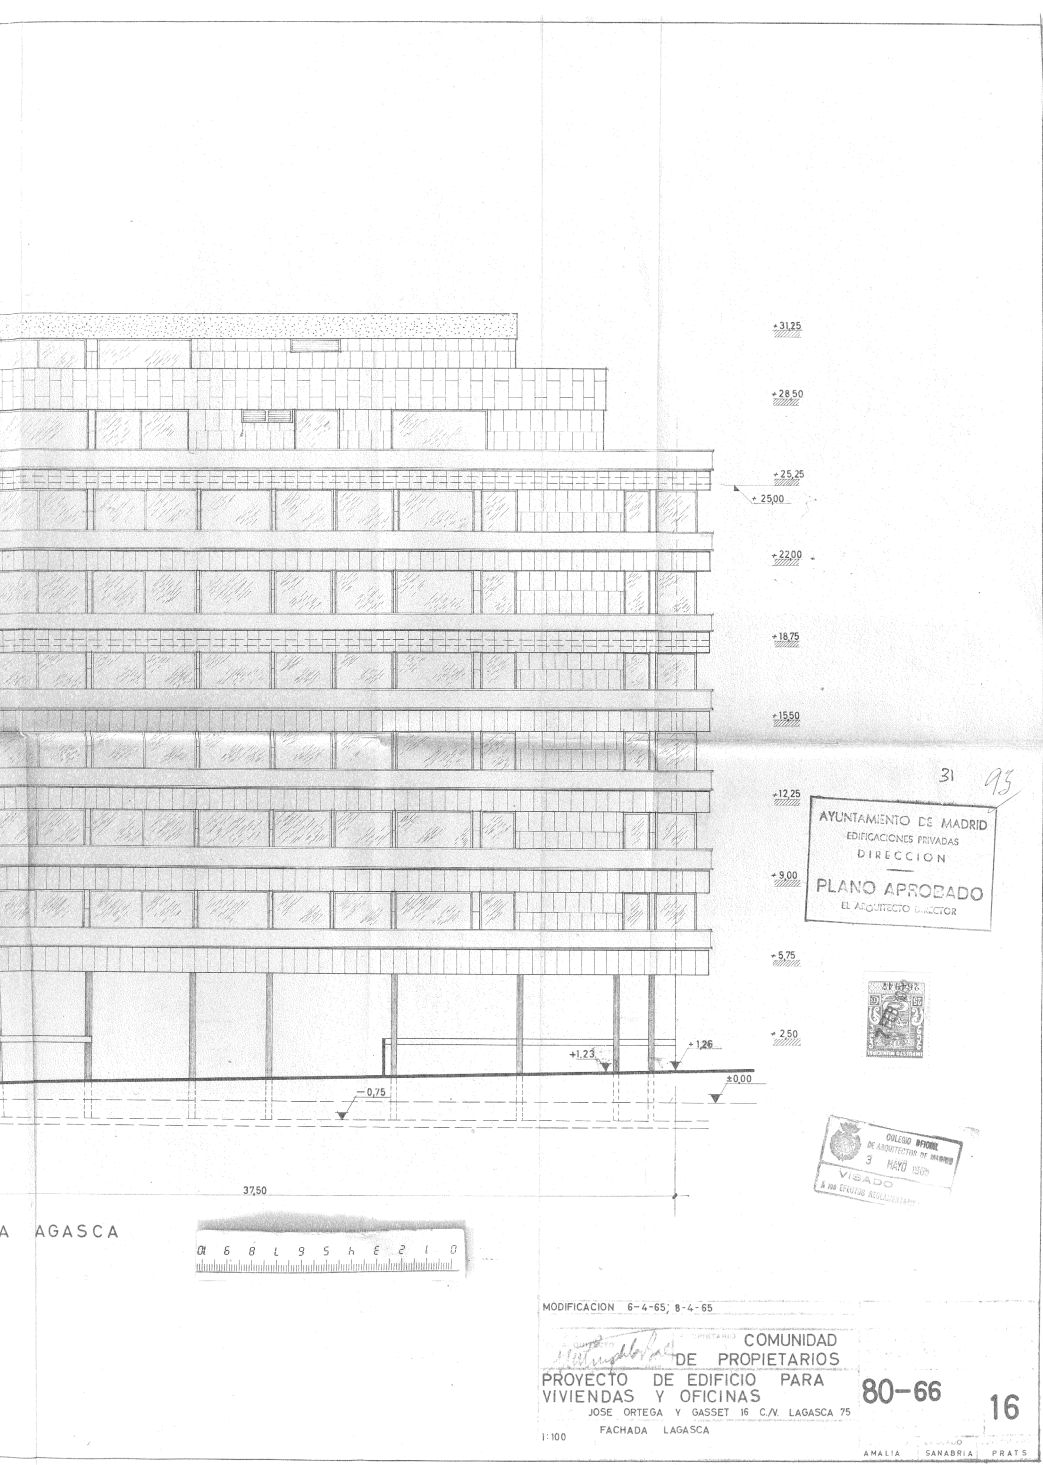 +31,25
+28,50
+25,25
+25,00
+22,00
+18,75
+15,50
+12,25
31 93
AYUNTAMIENTO DE MADRID
EDIFICACIONES PRIVADAS
DIRECCION
PLANO APROBADO
EL ARQUITECTO DIRECTOR
+9,00
+5,75
+2,50
+1,23
+1,26
-0,75
±0,00
COLEGIO OFICIAL
DE ARQUITECTOR DE MADRID
3 MAYO
VISADO
37,50
A AGASCA
10 9 8 7 6 5 4 3 2 1 0
MODIFICACION 6-4-65; 8-4-65
COMUNIDAD
DE PROPIETARIOS
PROYECTO DE EDIFICIO PARA
VIVIENDAS Y OFICINAS
JOSE ORTEGA Y GASSET 16 C/V. LAGASCA 75
1:100 FACHADA LAGASCA
80-66
16
AMALIA SANABRIA PRATS